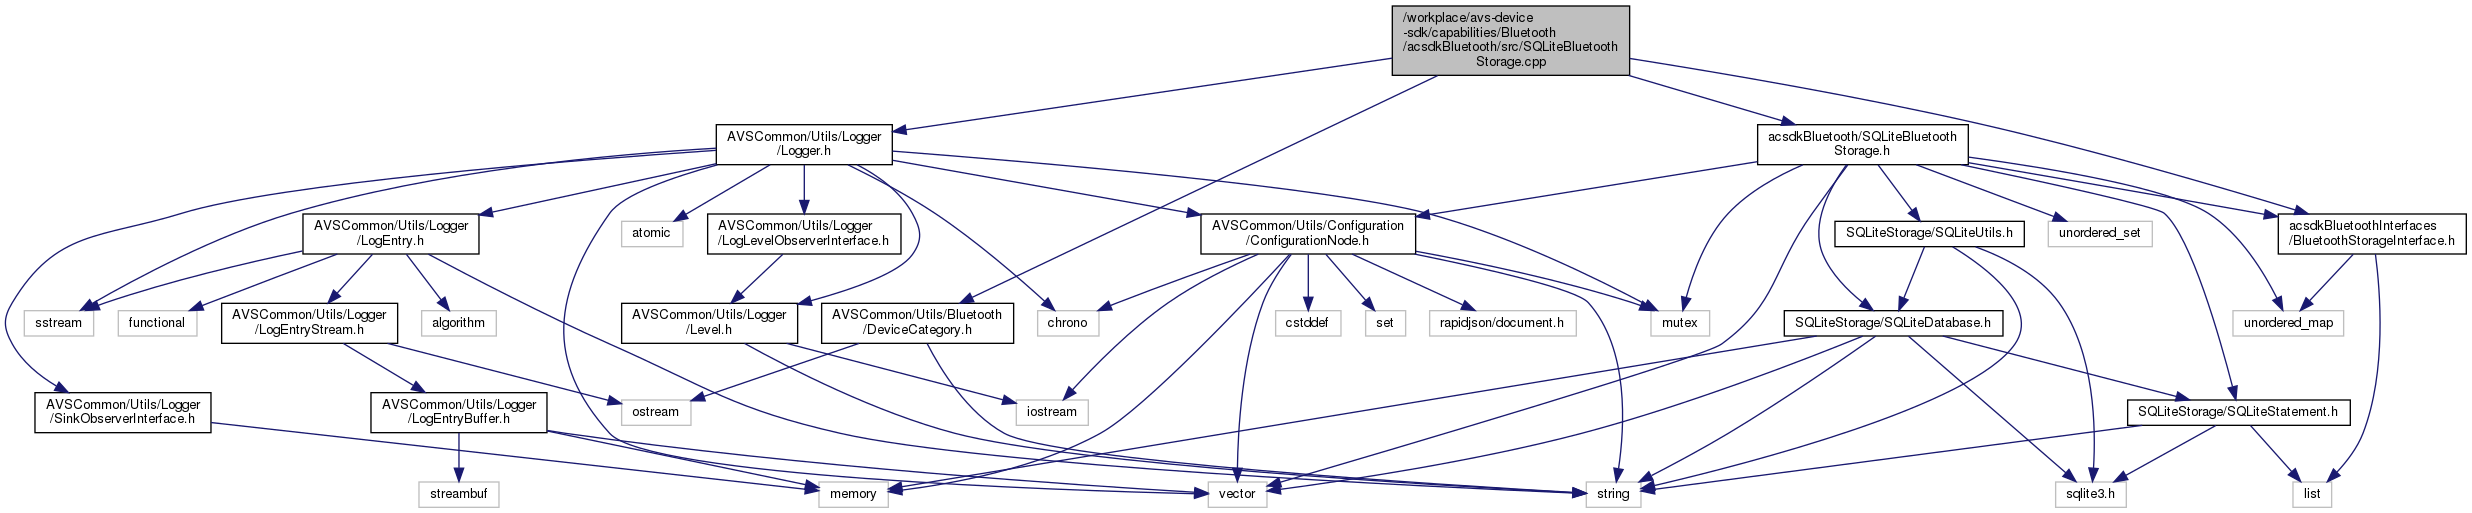 /workplace/avs-device
-sdk/capabilities/Bluetooth
/acsdkBluetooth/src/SQLiteBluetooth
Storage.cpp
AVSCommon/Utils/Logger
/Logger.h
acsdkBluetooth/SQLiteBluetooth
Storage.h
AVSCommon/Utils/Logger
/LogEntry.h
atomic
AVSCommon/Utils/Logger
/LogLevelObserverInterface.h
AVSCommon/Utils/Configuration
/ConfigurationNode.h
SQLiteStorage/SQLiteUtils.h
unordered_set
acsdkBluetoothInterfaces
/BluetoothStorageInterface.h
sstream
functional
AVSCommon/Utils/Logger
/LogEntryStream.h
algorithm
AVSCommon/Utils/Logger
/Level.h
AVSCommon/Utils/Bluetooth
/DeviceCategory.h
chrono
cstddef
set
rapidjson/document.h
mutex
SQLiteStorage/SQLiteDatabase.h
unordered_map
AVSCommon/Utils/Logger
/SinkObserverInterface.h
AVSCommon/Utils/Logger
/LogEntryBuffer.h
ostream
iostream
SQLiteStorage/SQLiteStatement.h
streambuf
memory
vector
string
sqlite3.h
list